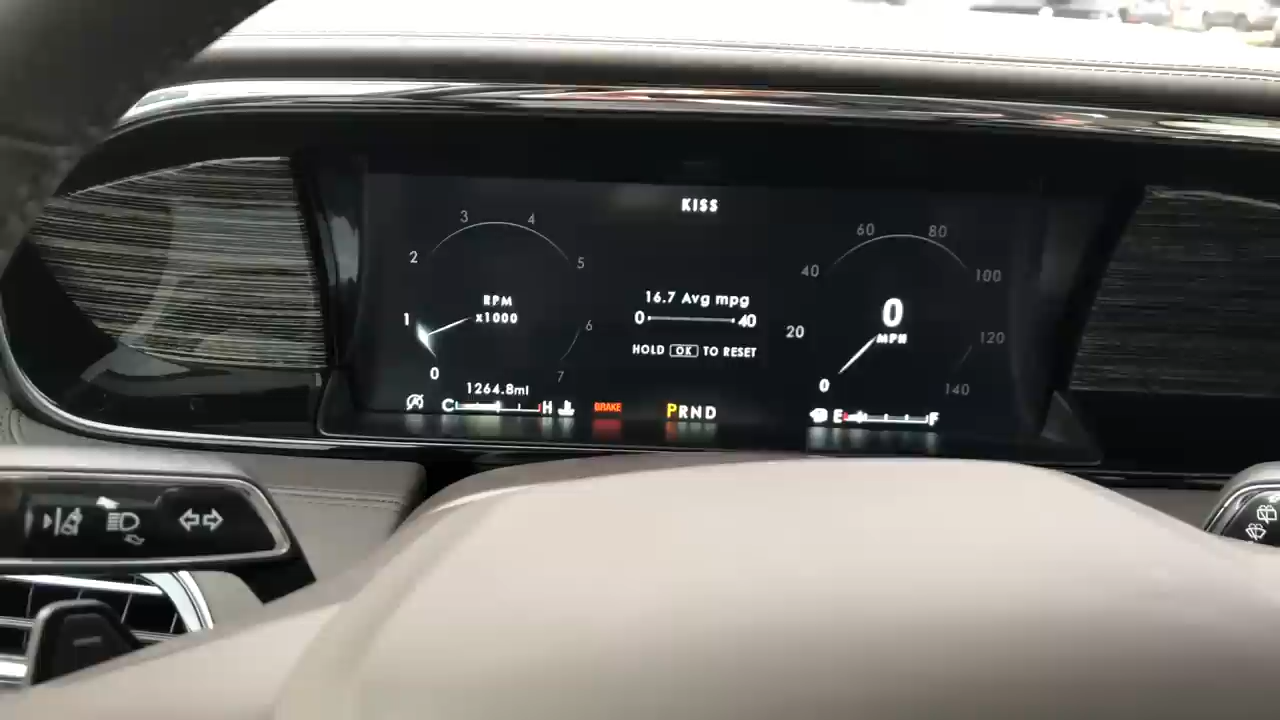 KISS
3 4
2 5
1 6
0 7
RPM
x1000
1264.8mi
C H
BRAKE
16.7 Avg mpg
0 40
HOLD OK TO RESET
PRND
60 80
40 100
20 120
0 140
0
MPH
E F